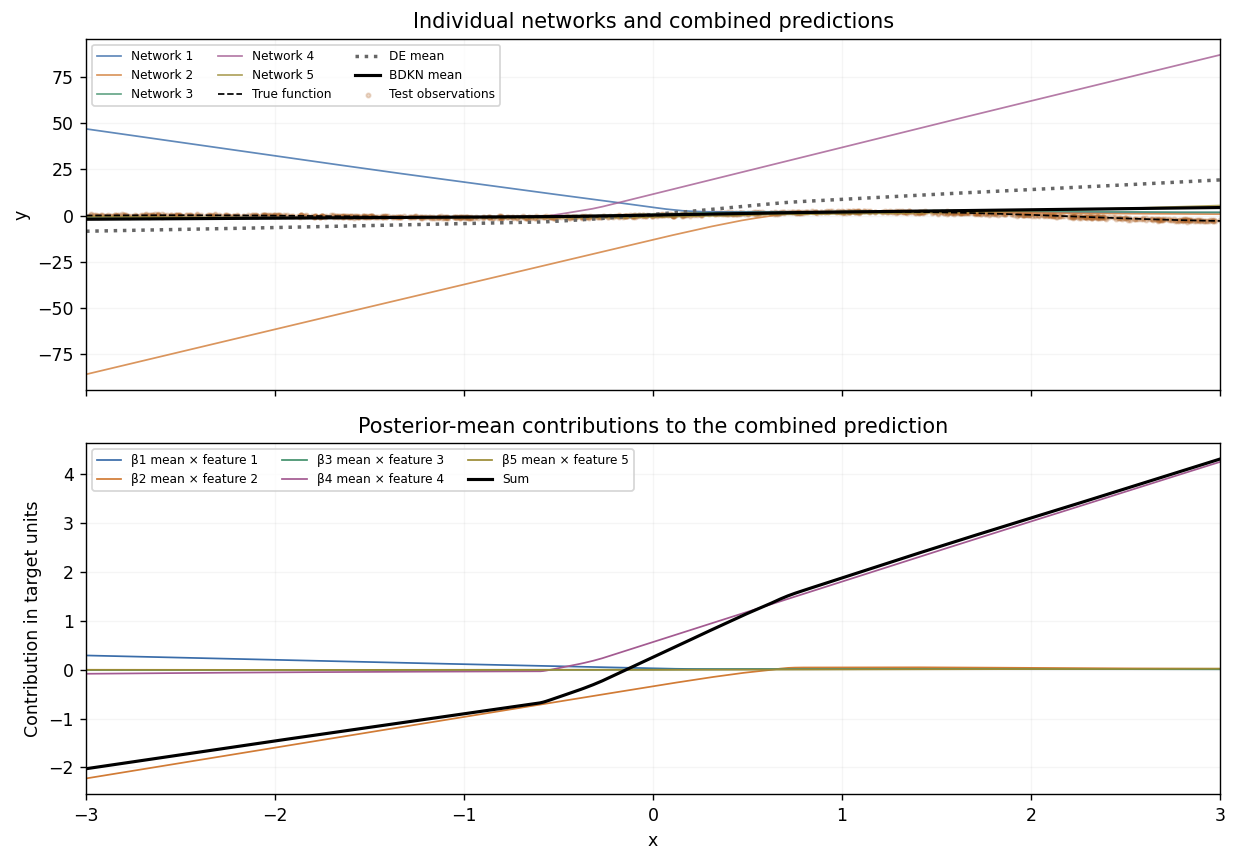 Individual networks and combined predictions
Network 1 Network 4 DE mean
Network 2 Network 5 BDKN mean
Network 3 True function Test observations
75
50
25
0
−25
−50
−75
y
Posterior-mean contributions to the combined prediction
β1 mean × feature 1 β3 mean × feature 3 β5 mean × feature 5
β2 mean × feature 2 β4 mean × feature 4 Sum
4
3
2
1
0
−1
−2
Contribution in target units
−3 −2 −1 0 1 2 3
x